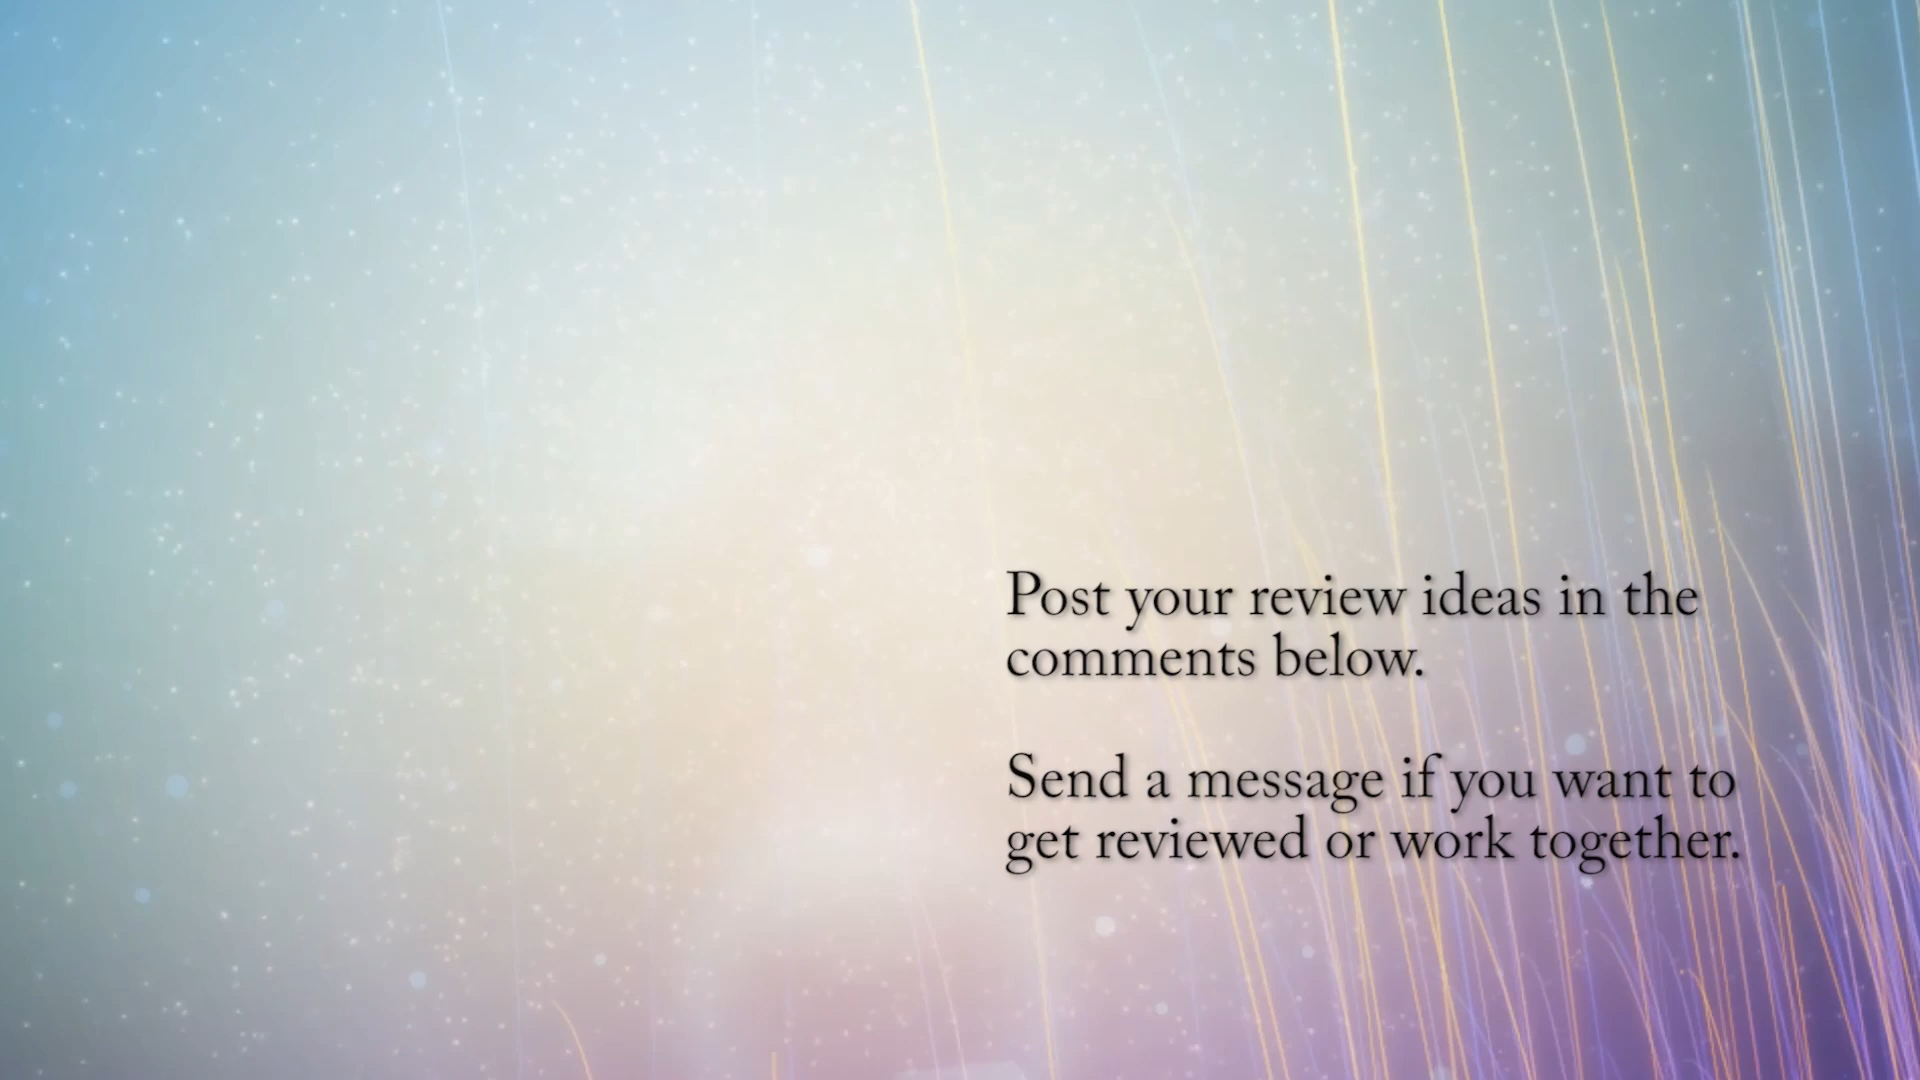 Post your review ideas in the
comments below.
Send a message if you want to
get reviewed or work together.